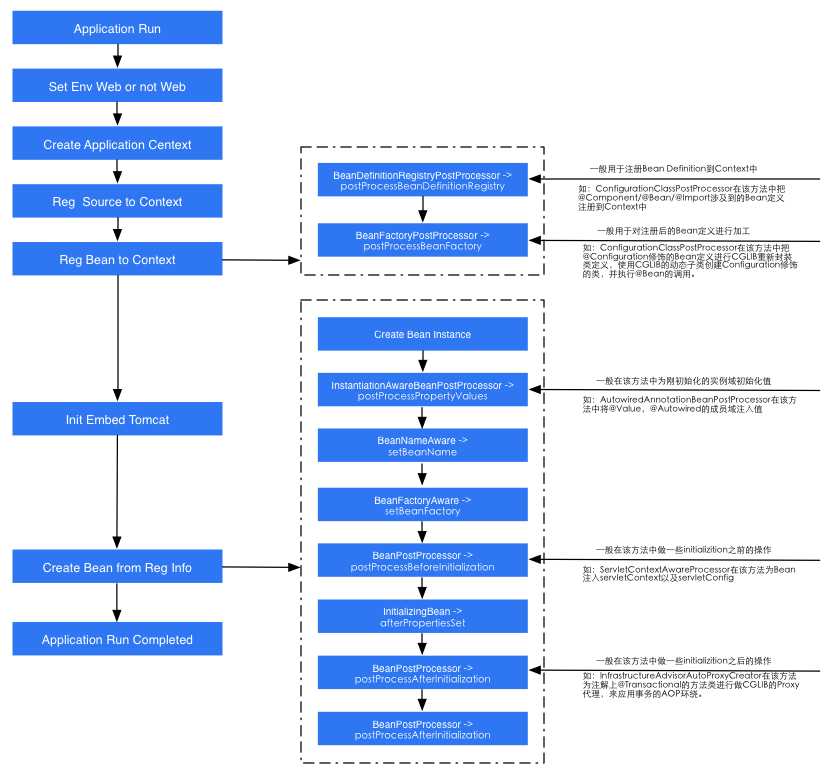 Application Run
Set Env Web or not Web
Create Application Centext
Reg Source to Context
Reg Bean to Context
Init Embed Tomcat
Create Bean from Reg Info
Application Run Completed
BeanDefinitionRegistryPostProcessor ->
postProcessBeanDefinitionRegistry
BeanFactoryPostProcessor ->
postProcessBeanFactory
一般用于注册Bean Definition到Context中
如：ConfigurationClassPostProcessor在该方法中把
@Component/@Bean/@Import涉及到的Bean定义
注册到Context中
一般用于对注册后的Bean定义进行加工
如：ConfigurationClassPostProcessor在该方法中把
@Configuration修饰的Bean定义进行CGLIB重新封装
类定义，使用CGLIB的动态子类创建Configuration修饰
的类，并执行@Bean的调用。
Create Bean Instance
InstantiationAwareBeanPostProcessor ->
postProcessPropertyValues
BeanNameAware ->
setBeanName
BeanFactoryAware ->
setBeanFactory
BeanPostProcessor ->
postProcessBeforeInitialization
InitializingBean ->
afterPropertiesSet
BeanPostProcessor ->
postProcessAfterInitialization
BeanPostProcessor ->
postProcessAfterInitialization
一般在该方法中为刚初始化的实例域初始化值
如：AutowiredAnnotationBeanPostProcessor在该方
法中将@Value，@Autowired的成员域注入值
一般在该方法中做一些initializition之前的操作
如：ServletContextAwareProcessor在该方法为Bean
注入servletContext以及servletConfig
一般在该方法中做一些initializition之后的操作
如：InfrastructureAdvisorAutoProxyCreator在该方法
为注解上@Transactional的方法类进行做CGLIB的Proxy
代理，来应用事务的AOP环绕。